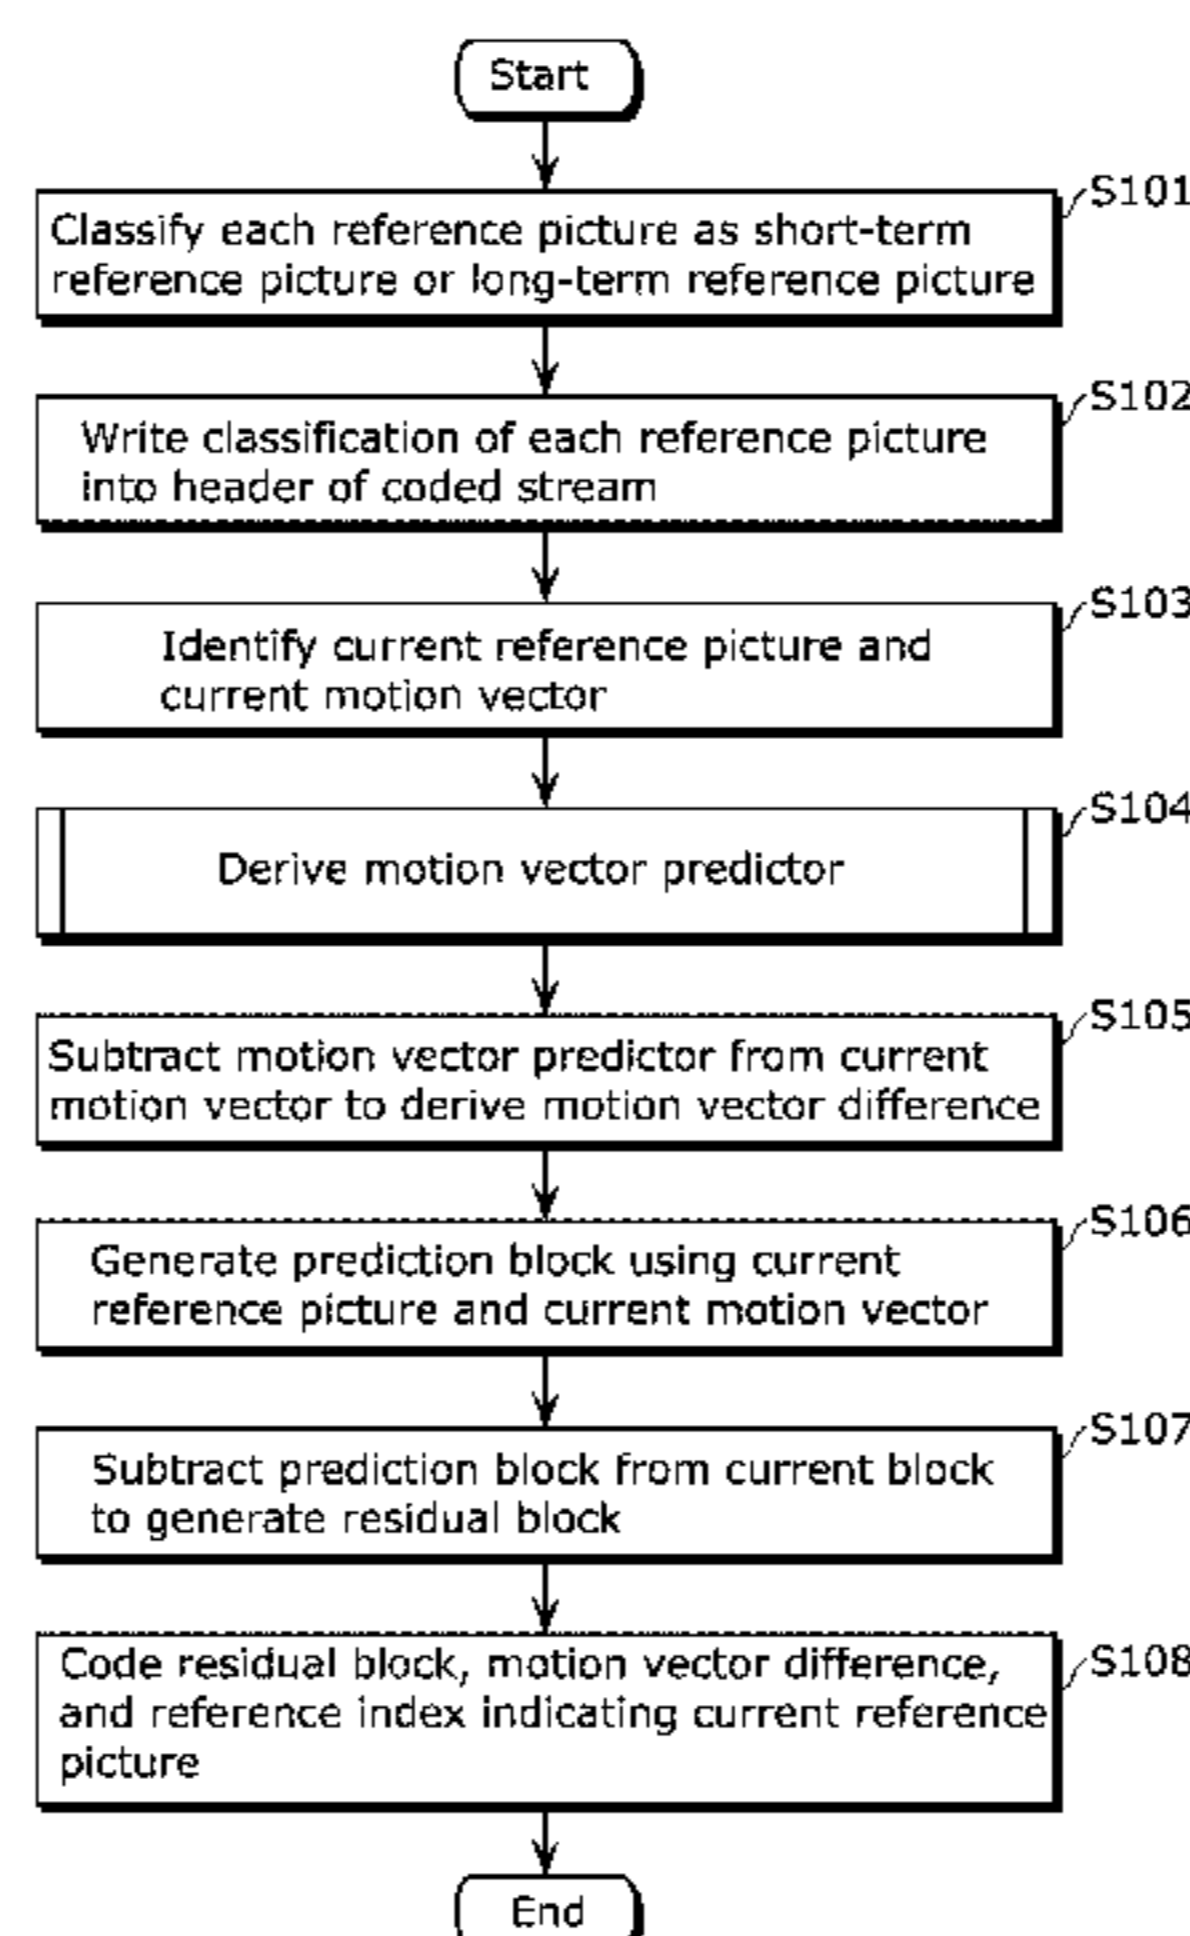 Start
S101
Classify each reference picture as short-term
reference picture or long-term reference picture
S102
Write classification of each reference picture
into header of coded stream
S103
Identify current reference picture and
current motion vector
S104
Derive motion vector predictor
S105
Subtract motion vector predictor from current
motion vector to derive motion vector difference
S106
Generate prediction block using current
reference picture and current motion vector
S107
Subtract prediction block from current block
to generate residual block
S108
Code residual block, motion vector difference,
and reference index indicating current reference
picture
End